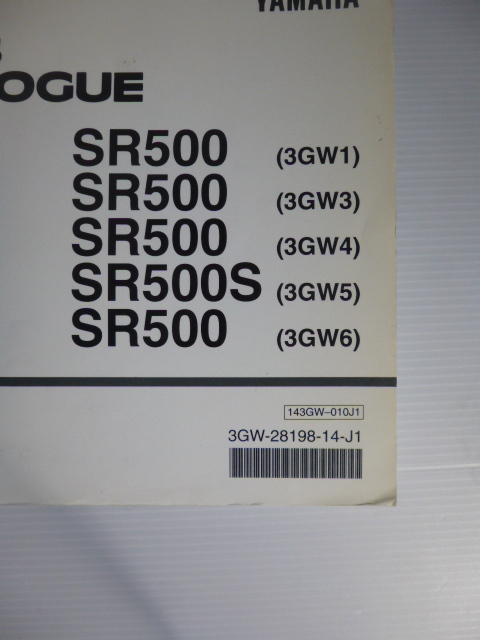 YAMAHA
OGUE
SR500 (3GW1)
SR500 (3GW3)
SR500 (3GW4)
SR500S (3GW5)
SR500 (3GW6)
143GW-010J1
3GW-28198-14-J1